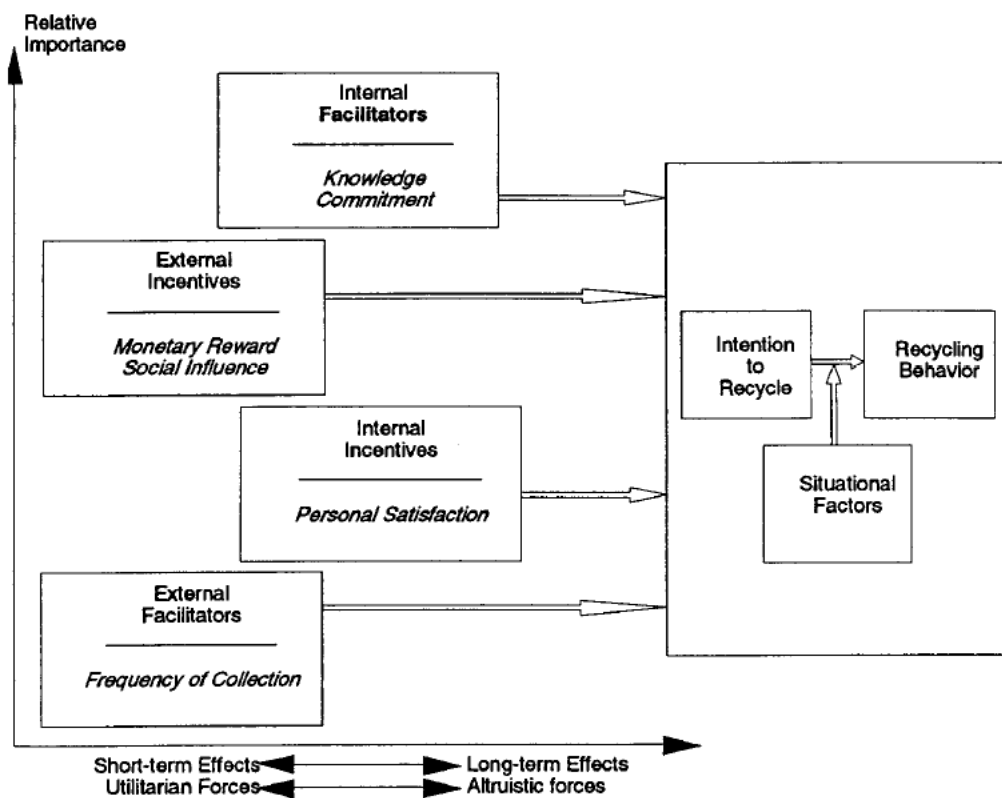 Relative
Importance
Internal
Facilitators
Knowledge
Commitment
External
Incentives
Monetary Reward
Social Influence
Internal
Incentives
Personal Satisfaction
External
Facilitators
Frequency of Collection
Intention
to
Recycle
Recycling
Behavior
Situational
Factors
Short-term Effects
Long-term Effects
Utilitarian Forces
Altruistic forces